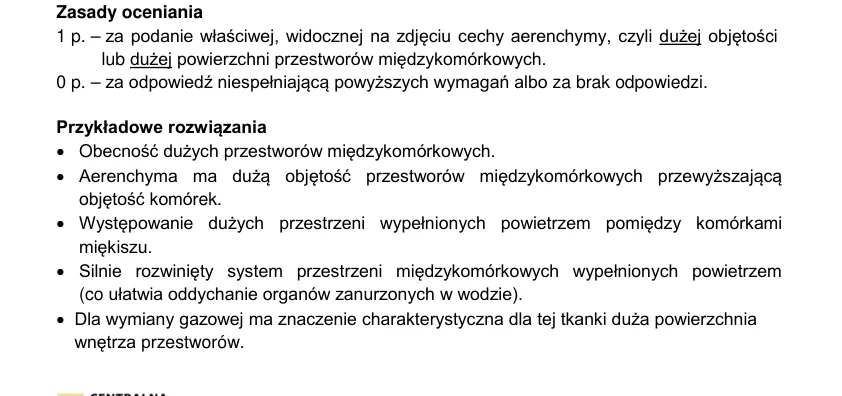 Zasady oceniania
1 p. – za podanie właściwej, widocznej na zdjęciu cechy aerenchymy, czyli dużej objętości
lub dużej powierzchni przestworów międzykomórkowych.
0 p. – za odpowiedź niespełniającą powyższych wymagań albo za brak odpowiedzi.
Przykładowe rozwiązania
• Obecność dużych przestworów międzykomórkowych.
• Aerenchyma ma dużą objętość przestworów międzykomórkowych przewyższającą
objętość komórek.
• Występowanie dużych przestrzeni wypełnionych powietrzem pomiędzy komórkami
miękiszu.
• Silnie rozwinięty system przestrzeni międzykomórkowych wypełnionych powietrzem
(co ułatwia oddychanie organów zanurzonych w wodzie).
• Dla wymiany gazowej ma znaczenie charakterystyczna dla tej tkanki duża powierzchnia
wnętrza przestworów.
CENTRALNA